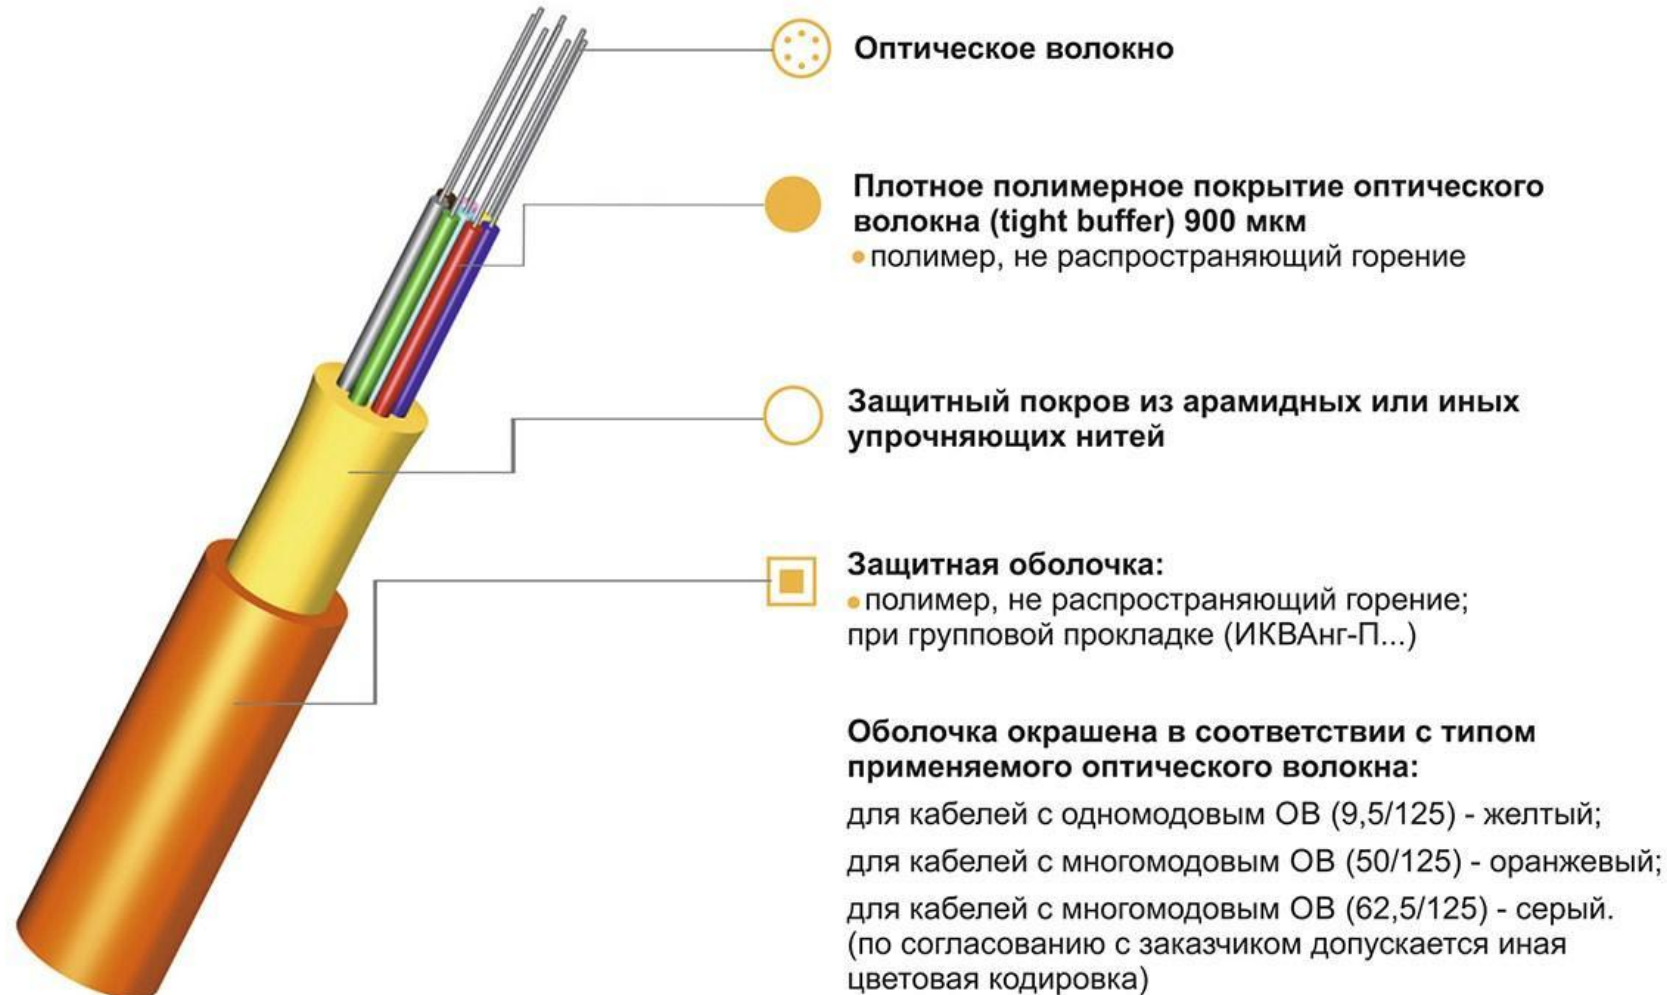 Оптическое волокно
Плотное полимерное покрытие оптического
волокна (tight buffer) 900 мкм
• полимер, не распространяющий горение
Защитный покров из арамидных или иных
упрочняющих нитей
Защитная оболочка:
• полимер, не распространяющий горение;
при групповой прокладке (ИКВАнг-П...)
Оболочка окрашена в соответствии с типом
применяемого оптического волокна:
для кабелей с одномодовым ОВ (9,5/125) - желтый;
для кабелей с многомодовым ОВ (50/125) - оранжевый;
для кабелей с многомодовым ОВ (62,5/125) - серый.
(по согласованию с заказчиком допускается иная
цветовая кодировка)